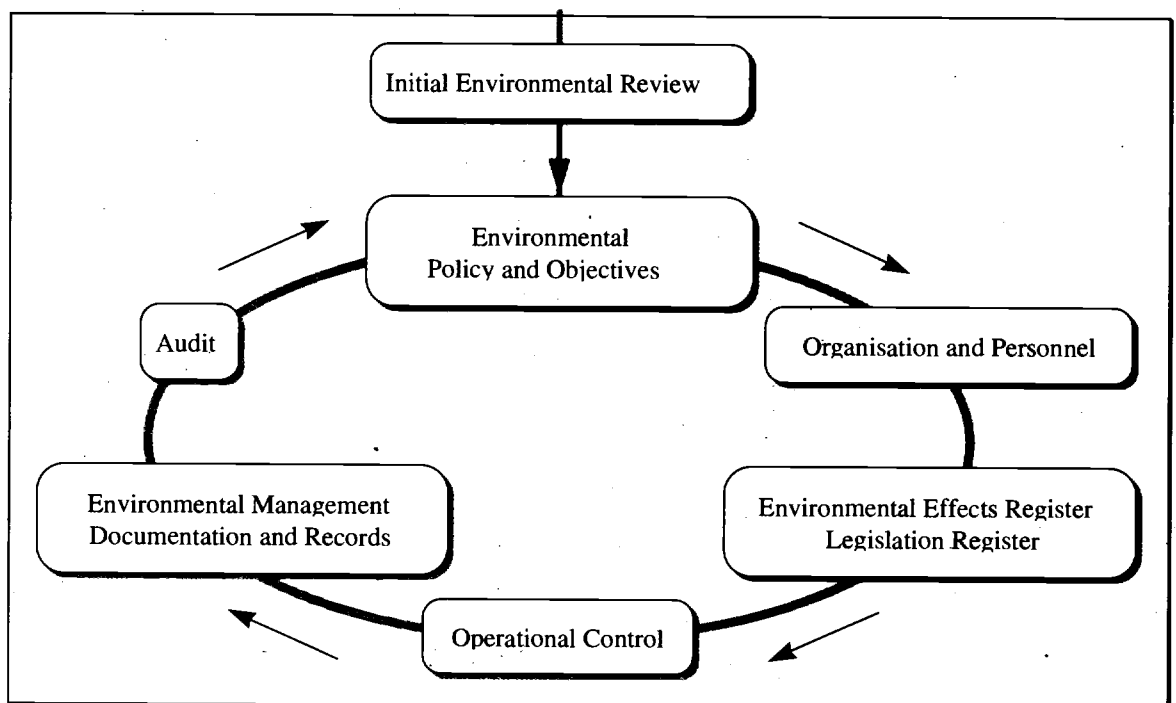 Initial Environmental Review
Environmental
Policy and Objectives
Audit
Organisation and Personnel
Environmental Management
Documentation and Records
Environmental Effects Register
Legislation Register
Operational Control